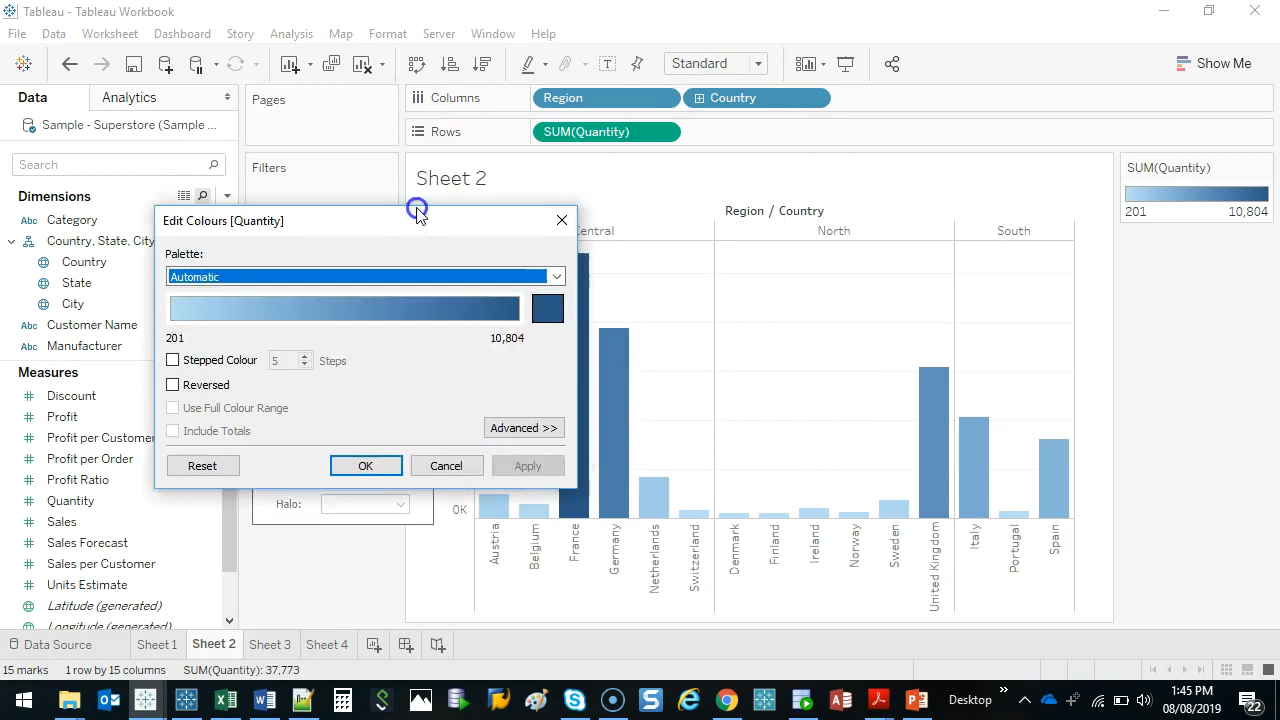 Tableau - Tableau Workbook
File Data Worksheet Dashboard Story Analysis Map Format Server Window Help
Standard
Show Me
Data Analytics
Sample - Superstore (Sample ...
Search
Dimensions
Abc Category
Country, State, City
Country
State
City
Abc Customer Name
Abc Manufacturer
Measures
# Discount
# Profit
# Profit per Customer
# Profit per Order
# Profit Ratio
# Quantity
# Sales
# Sales Forecast
# Sales per Customer
# Units Estimate
Latitude (generated)
Longitude (generated)
Pages
Filters
Columns Region Country
Rows SUM(Quantity)
Sheet 2
Region / Country
Central North South
0K
Austria
Belgium
France
Germany
Netherlands
Switzerland
Denmark
Finland
Ireland
Norway
Sweden
United Kingdom
Italy
Portugal
Spain
SUM(Quantity)
201 10,804
Edit Colours [Quantity]
Palette:
Automatic
201 10,804
Stepped Colour 5 Steps
Reversed
Use Full Colour Range
Include Totals
Advanced >>
Reset OK Cancel Apply
Halo:
Data Source Sheet 1 Sheet 2 Sheet 3 Sheet 4
15 marks 1 row by 15 columns SUM(Quantity): 37,773
Desktop
1:45 PM
08/08/2019
22